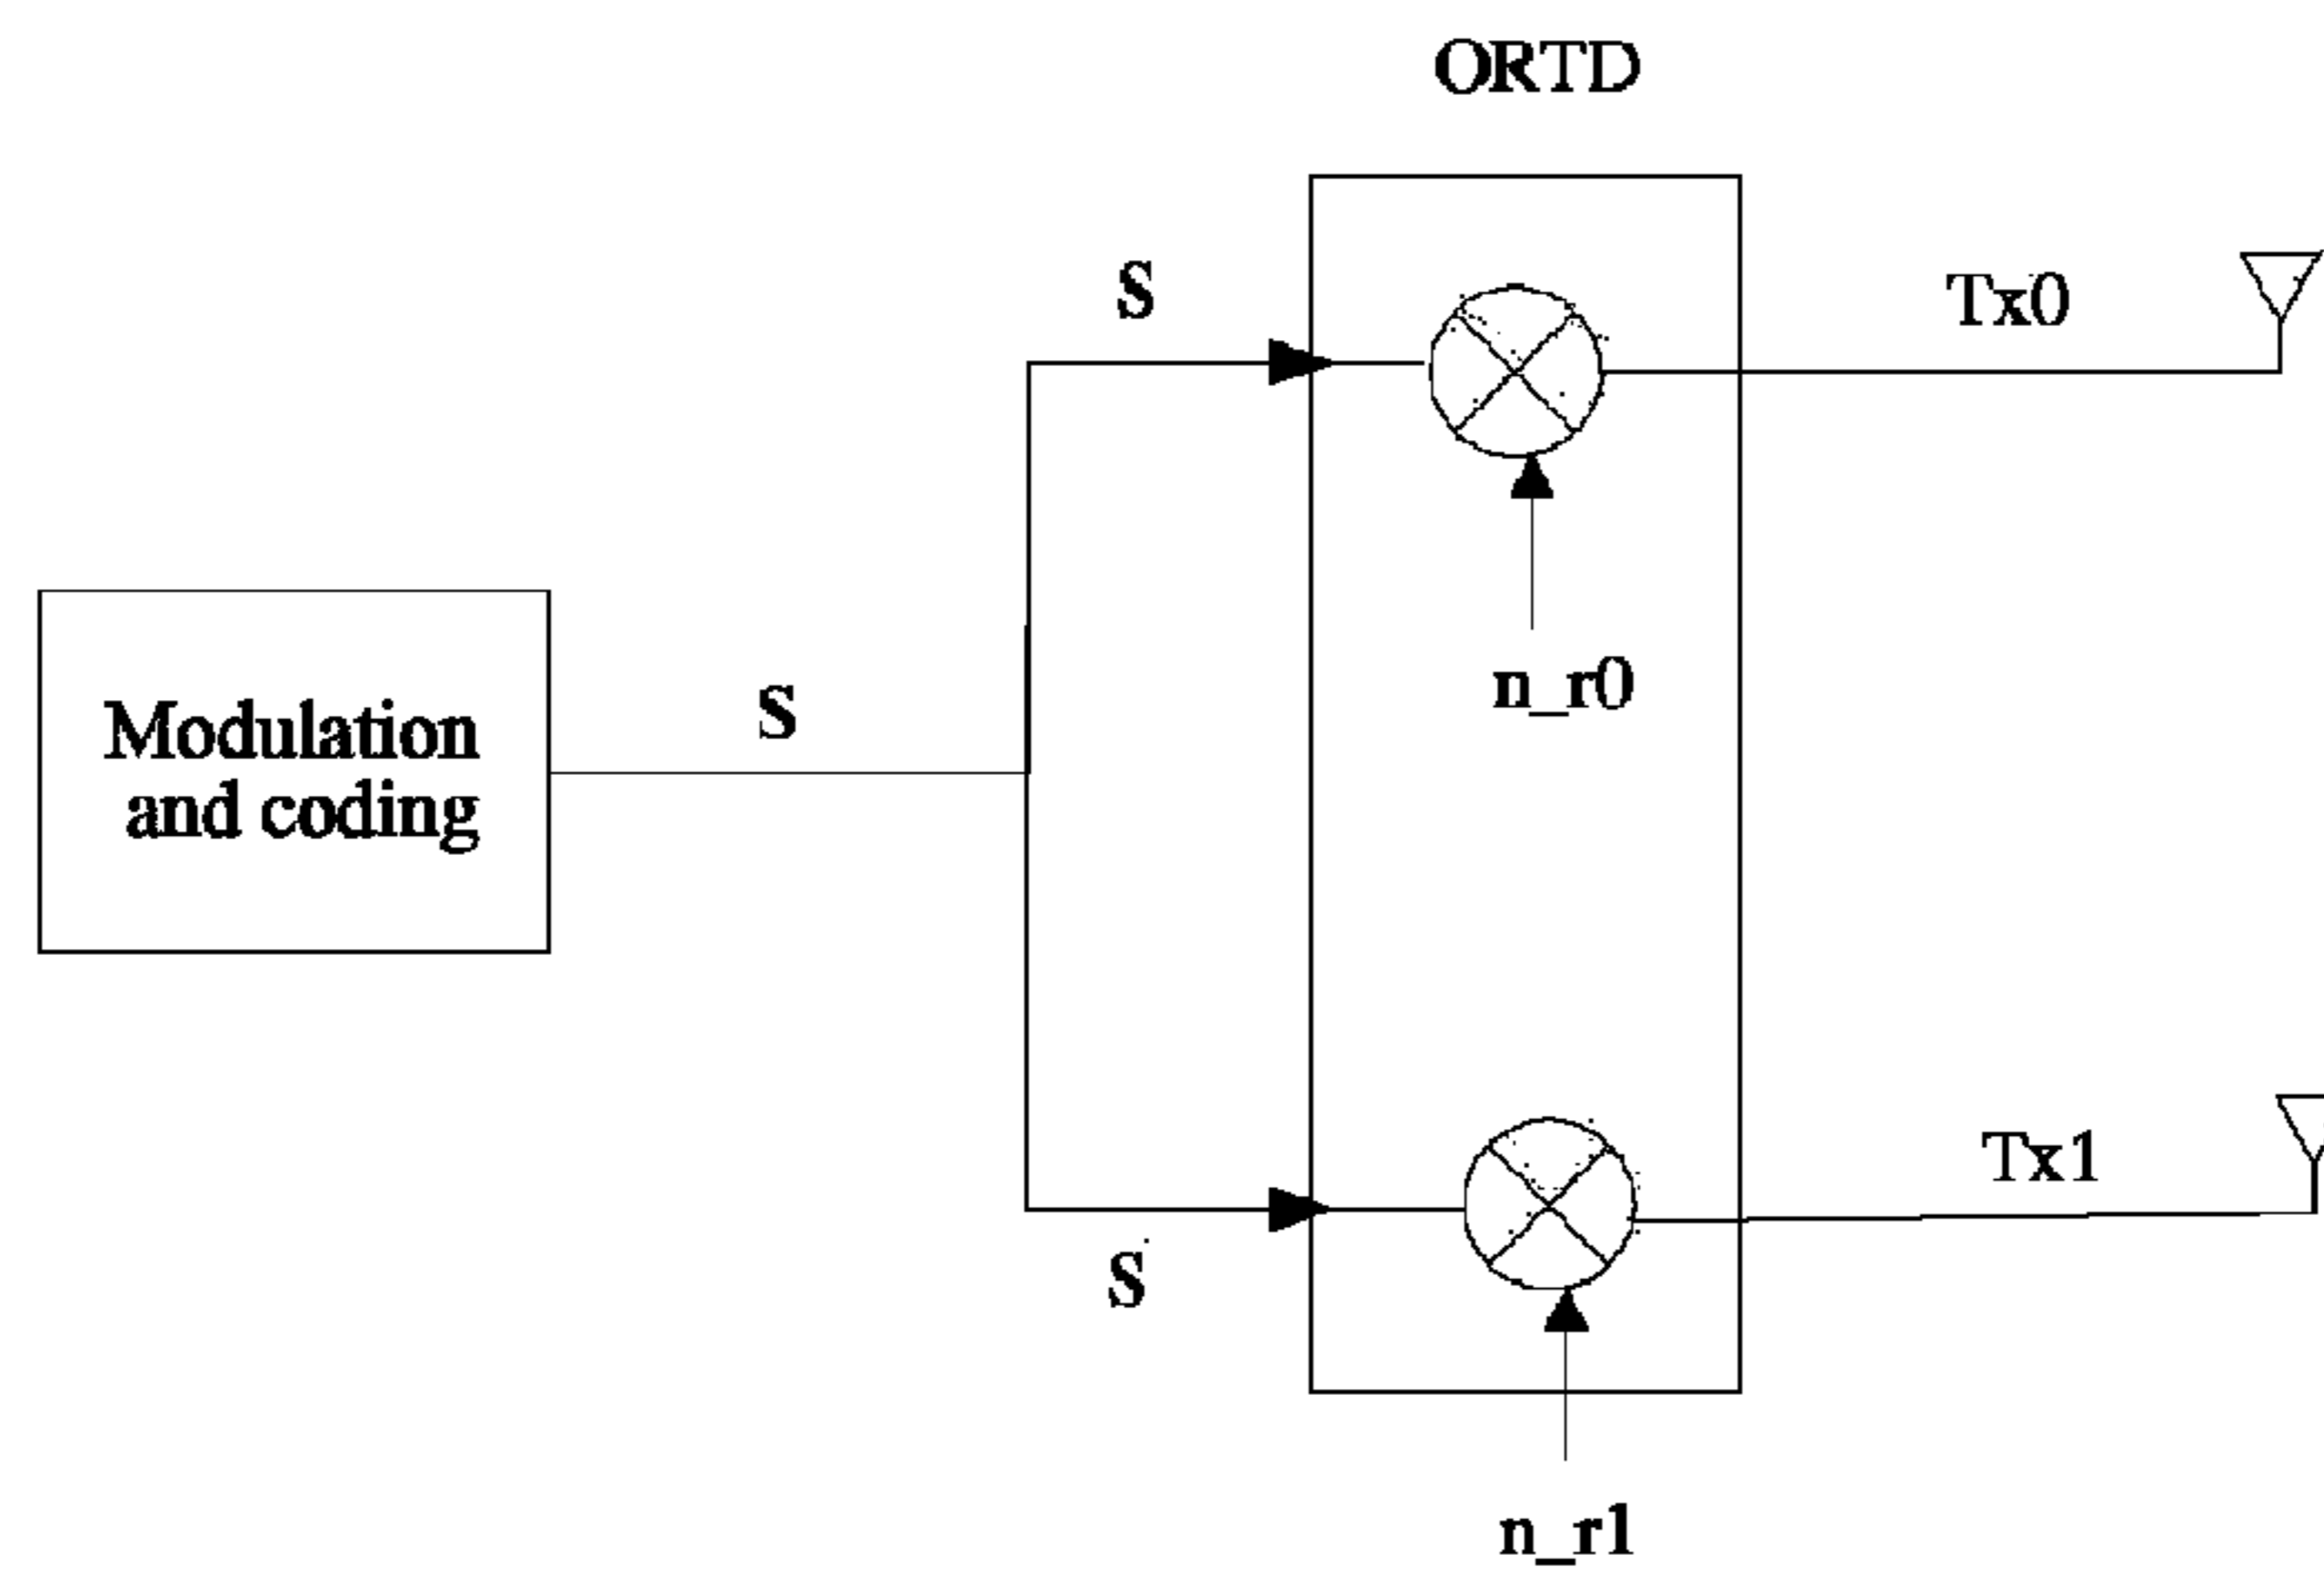 ORTD
S
Tx0
n_r0
S
Modulation
and coding
Tx1
S
n_r1